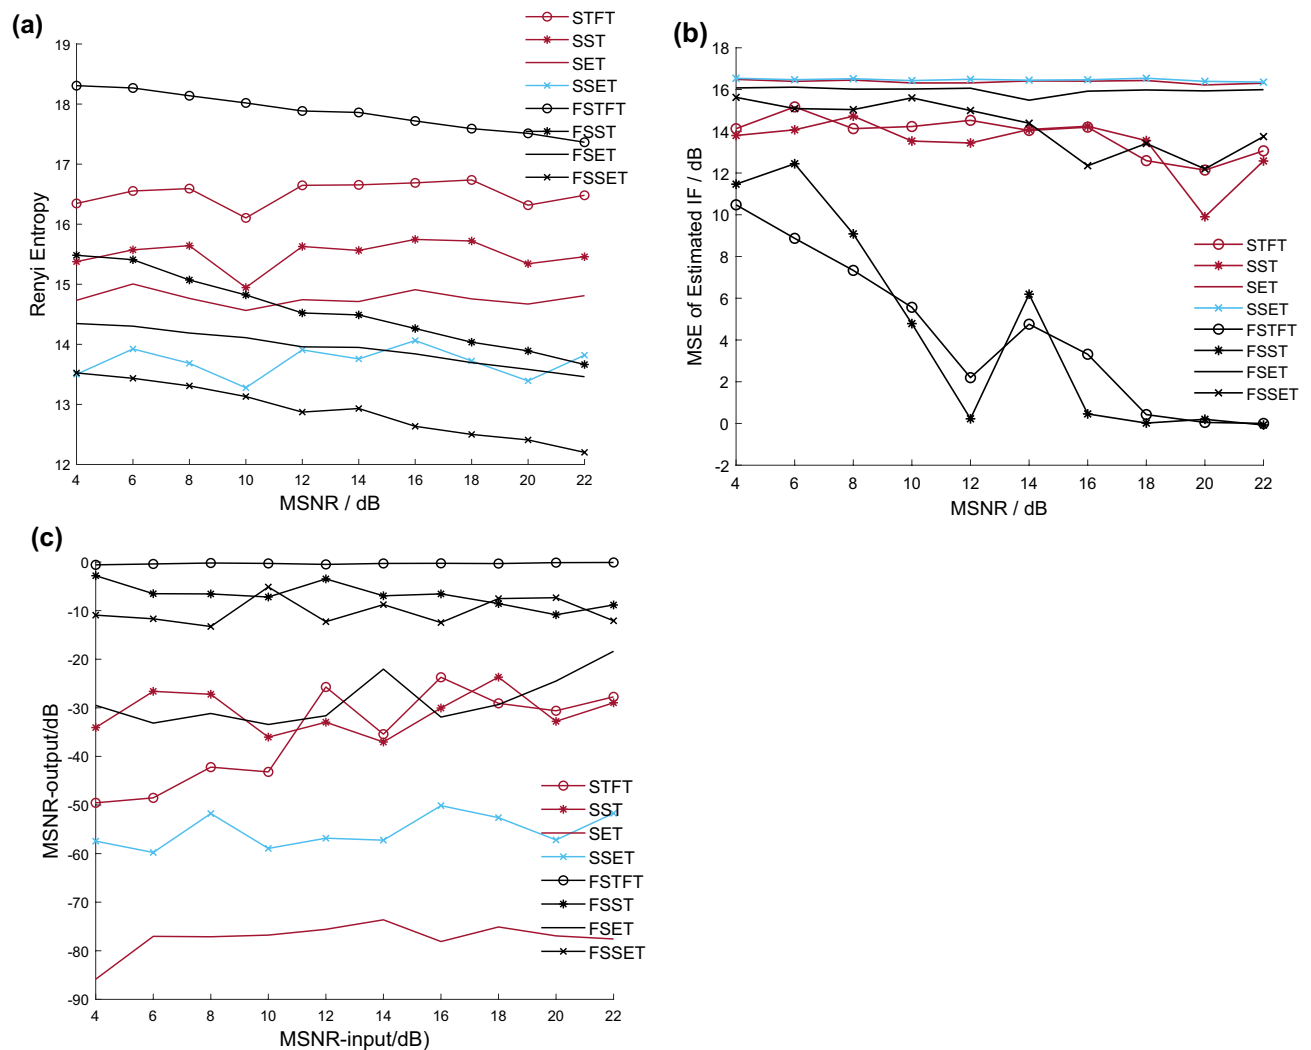 (a)
19
18
17
16
15
14
13
12
Renyi Entropy
4 6 8 10 12 14 16 18 20 22
MSNR / dB
STFT
SST
SET
SSET
FSTFT
FSST
FSET
FSSET
(b)
18
16
14
12
10
8
6
4
2
0
-2
MSE of Estimated IF / dB
4 6 8 10 12 14 16 18 20 22
MSNR / dB
STFT
SST
SET
SSET
FSTFT
FSST
FSET
FSSET
(c)
0
-10
-20
-30
-40
-50
-60
-70
-80
-90
MSNR-output/dB
4 6 8 10 12 14 16 18 20 22
MSNR-input/dB)
STFT
SST
SET
SSET
FSTFT
FSST
FSET
FSSET